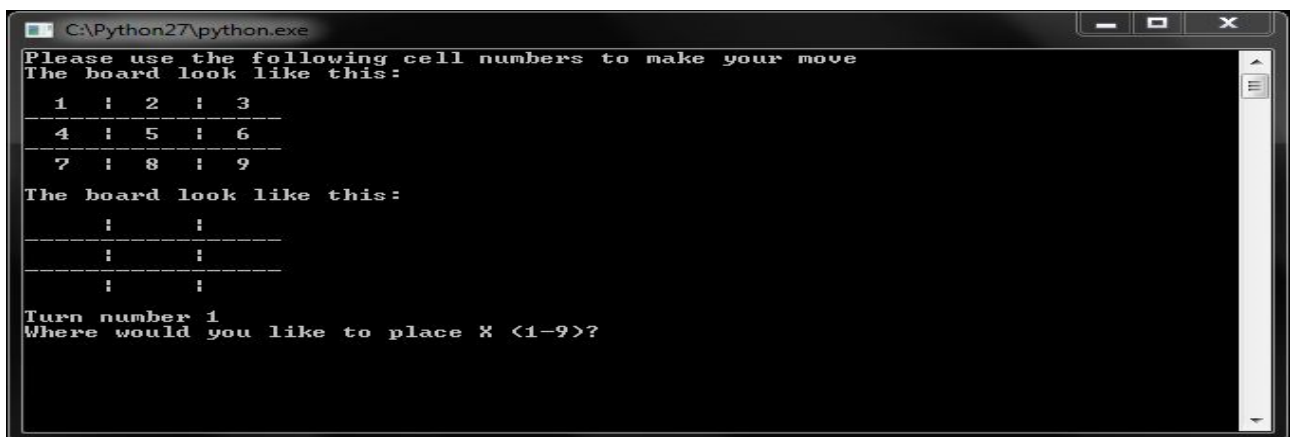 C:\Python27\python.exe
Please use the following cell numbers to make your move
The board look like this:
1 ¦ 2 ¦ 3
-----------------
4 ¦ 5 ¦ 6
-----------------
7 ¦ 8 ¦ 9
The board look like this:
¦ ¦
-----------------
¦ ¦
-----------------
¦ ¦
Turn number 1
Where would you like to place X (1-9)?